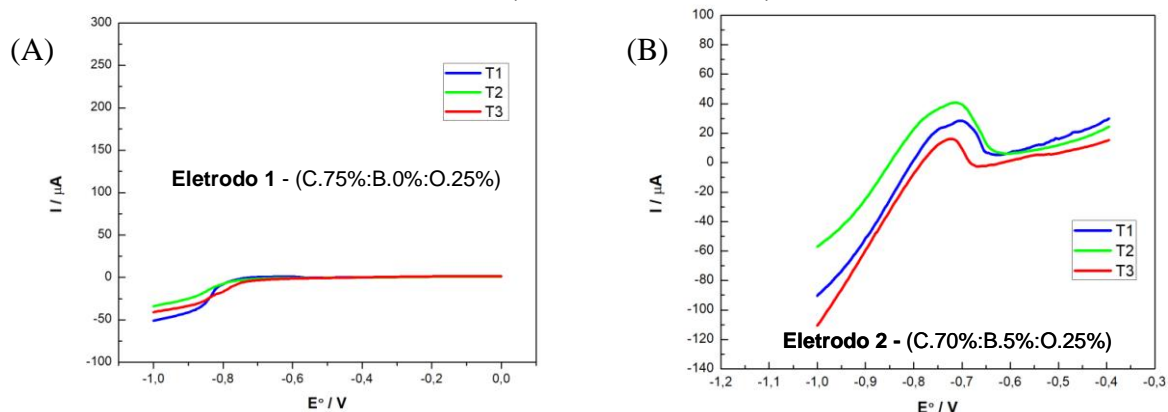 (A)
300
250
200
150
100
50
0
-50
-100
I / µA
T1
T2
T3
Eletrodo 1 - (C.75%:B.0%:O.25%)
-1,0
-0,8
-0,6
-0,4
-0,2
0,0
E° / V
(B)
100
80
60
40
20
0
-20
-40
-60
-80
-100
-120
-140
I / µA
T1
T2
T3
Eletrodo 2 - (C.70%:B.5%:O.25%)
-1,2
-1,1
-1,0
-0,9
-0,8
-0,7
-0,6
-0,5
-0,4
-0,3
E° / V